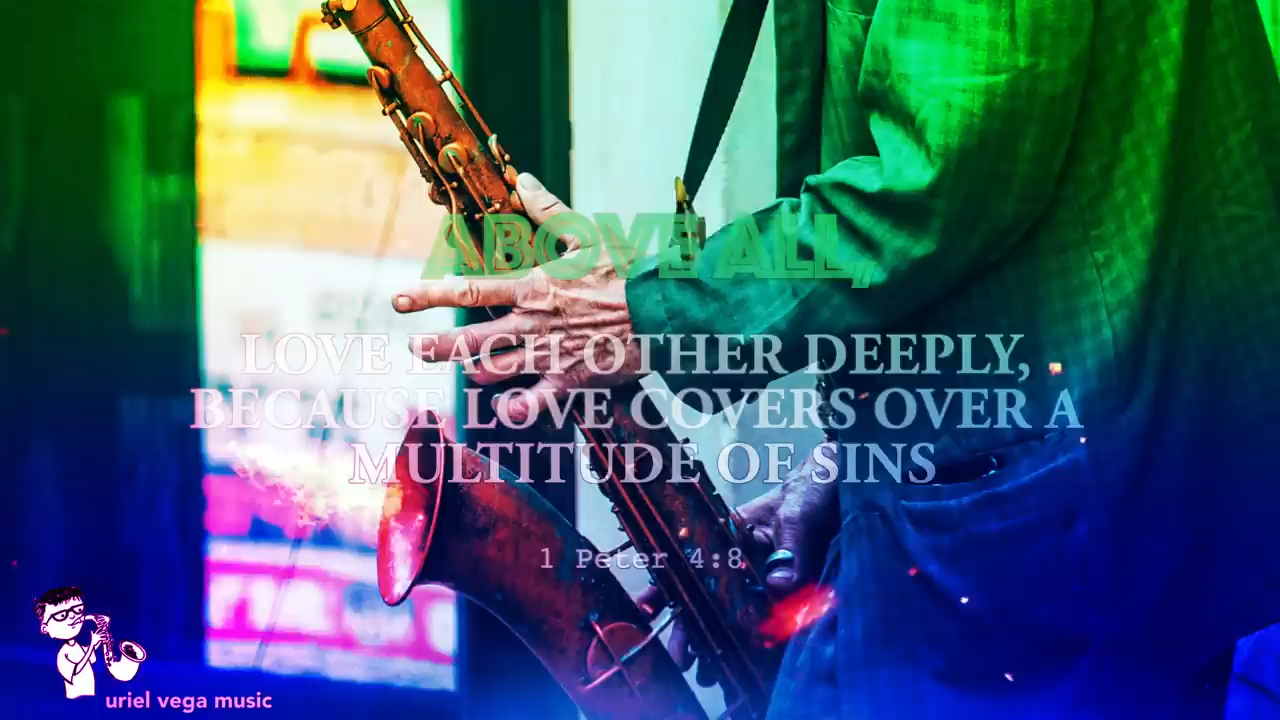 ABOVE ALL,
LOVE EACH OTHER DEEPLY,
BECAUSE LOVE COVERS OVER A
MULTITUDE OF SINS
1 Peter 4:8
uriel vega music